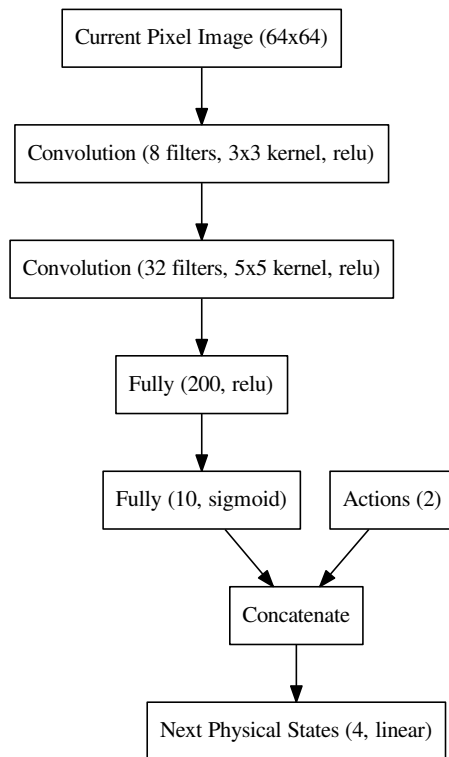 Current Pixel Image (64x64)
Convolution (8 filters, 3x3 kernel, relu)
Convolution (32 filters, 5x5 kernel, relu)
Fully (200, relu)
Fully (10, sigmoid)
Actions (2)
Concatenate
Next Physical States (4, linear)